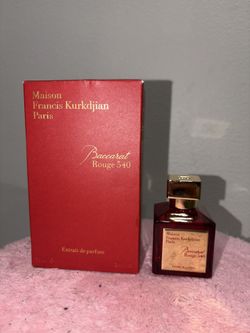 Maison
Francis Kurkdjian
Paris
Baccarat
Rouge 540
Extrait de parfum
Maison
Francis Kurkdjian
Paris
Baccarat
Rouge 540